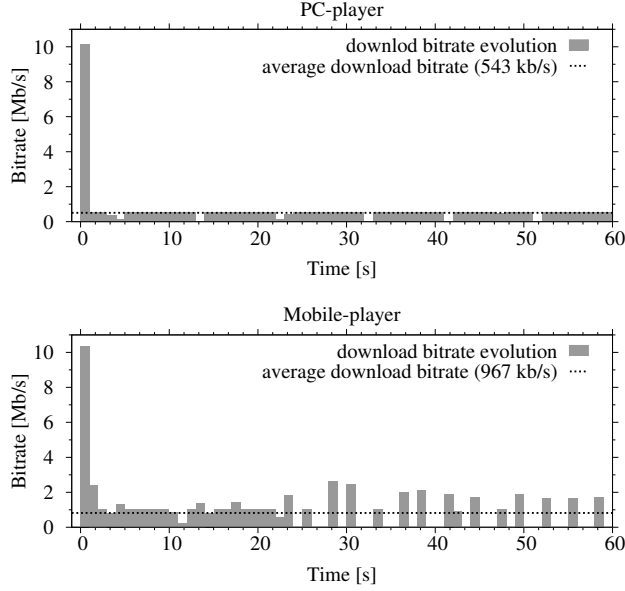 PC-player
downlod bitrate evolution
average download bitrate (543 kb/s)
Bitrate [Mb/s]
10
8
6
4
2
0
0 10 20 30 40 50 60
Time [s]
Mobile-player
download bitrate evolution
average download bitrate (967 kb/s)
Bitrate [Mb/s]
10
8
6
4
2
0
0 10 20 30 40 50 60
Time [s]